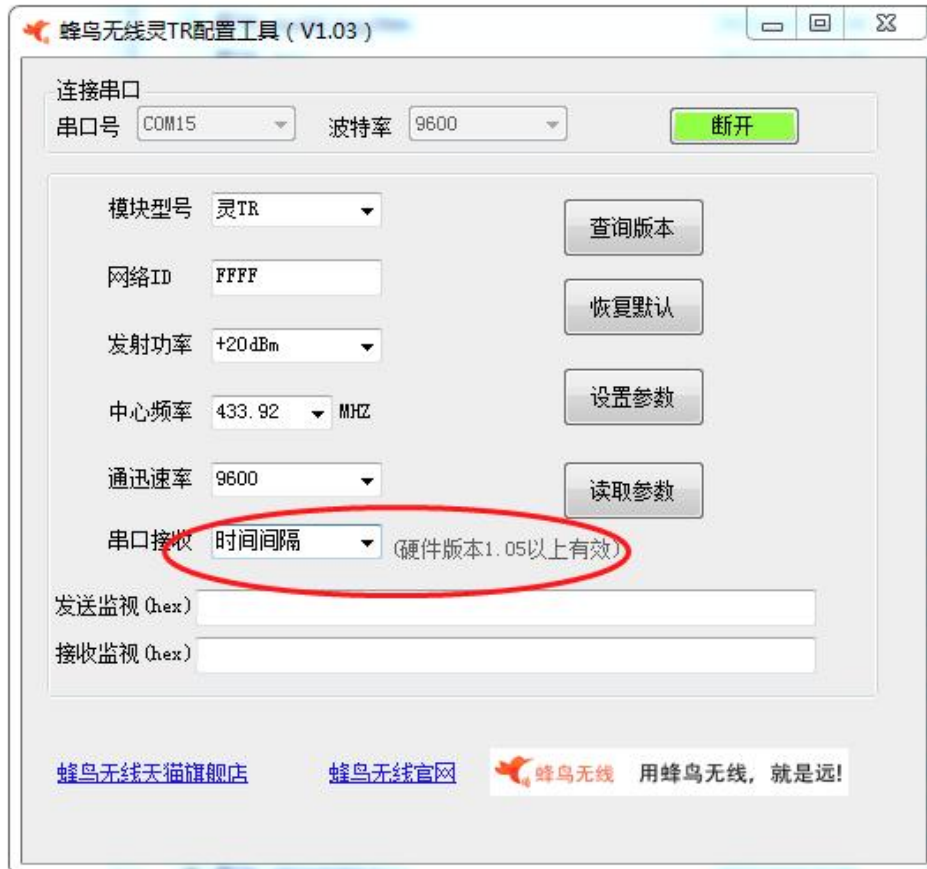 蜂鸟无线灵TR配置工具(V1.03)
连接串口
串口号 COM15 波特率 9600 断开
模块型号 灵TR 查询版本
网络ID FFFF
恢复默认
发射功率 +20dBm
中心频率 433.92 MHZ 设置参数
通迅速率 9600 读取参数
串口接收 时间间隔 (硬件版本1.05以上有效)
发送监视(hex)
接收监视(hex)
蜂鸟无线天猫旗舰店 蜂鸟无线官网 蜂鸟无线 用蜂鸟无线,就是远!